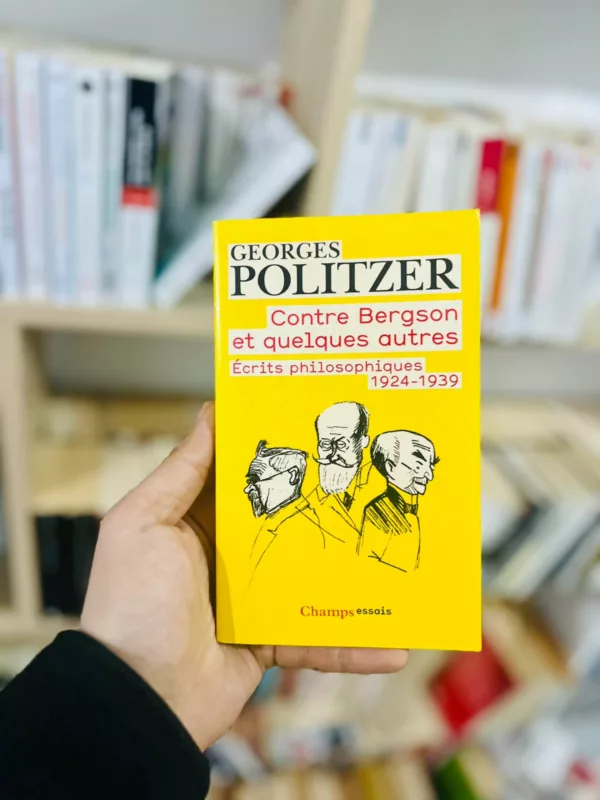 GEORGES
POLITZER
Contre Bergson
et quelques autres
Écrits philosophiques
1924-1939
Champs essais